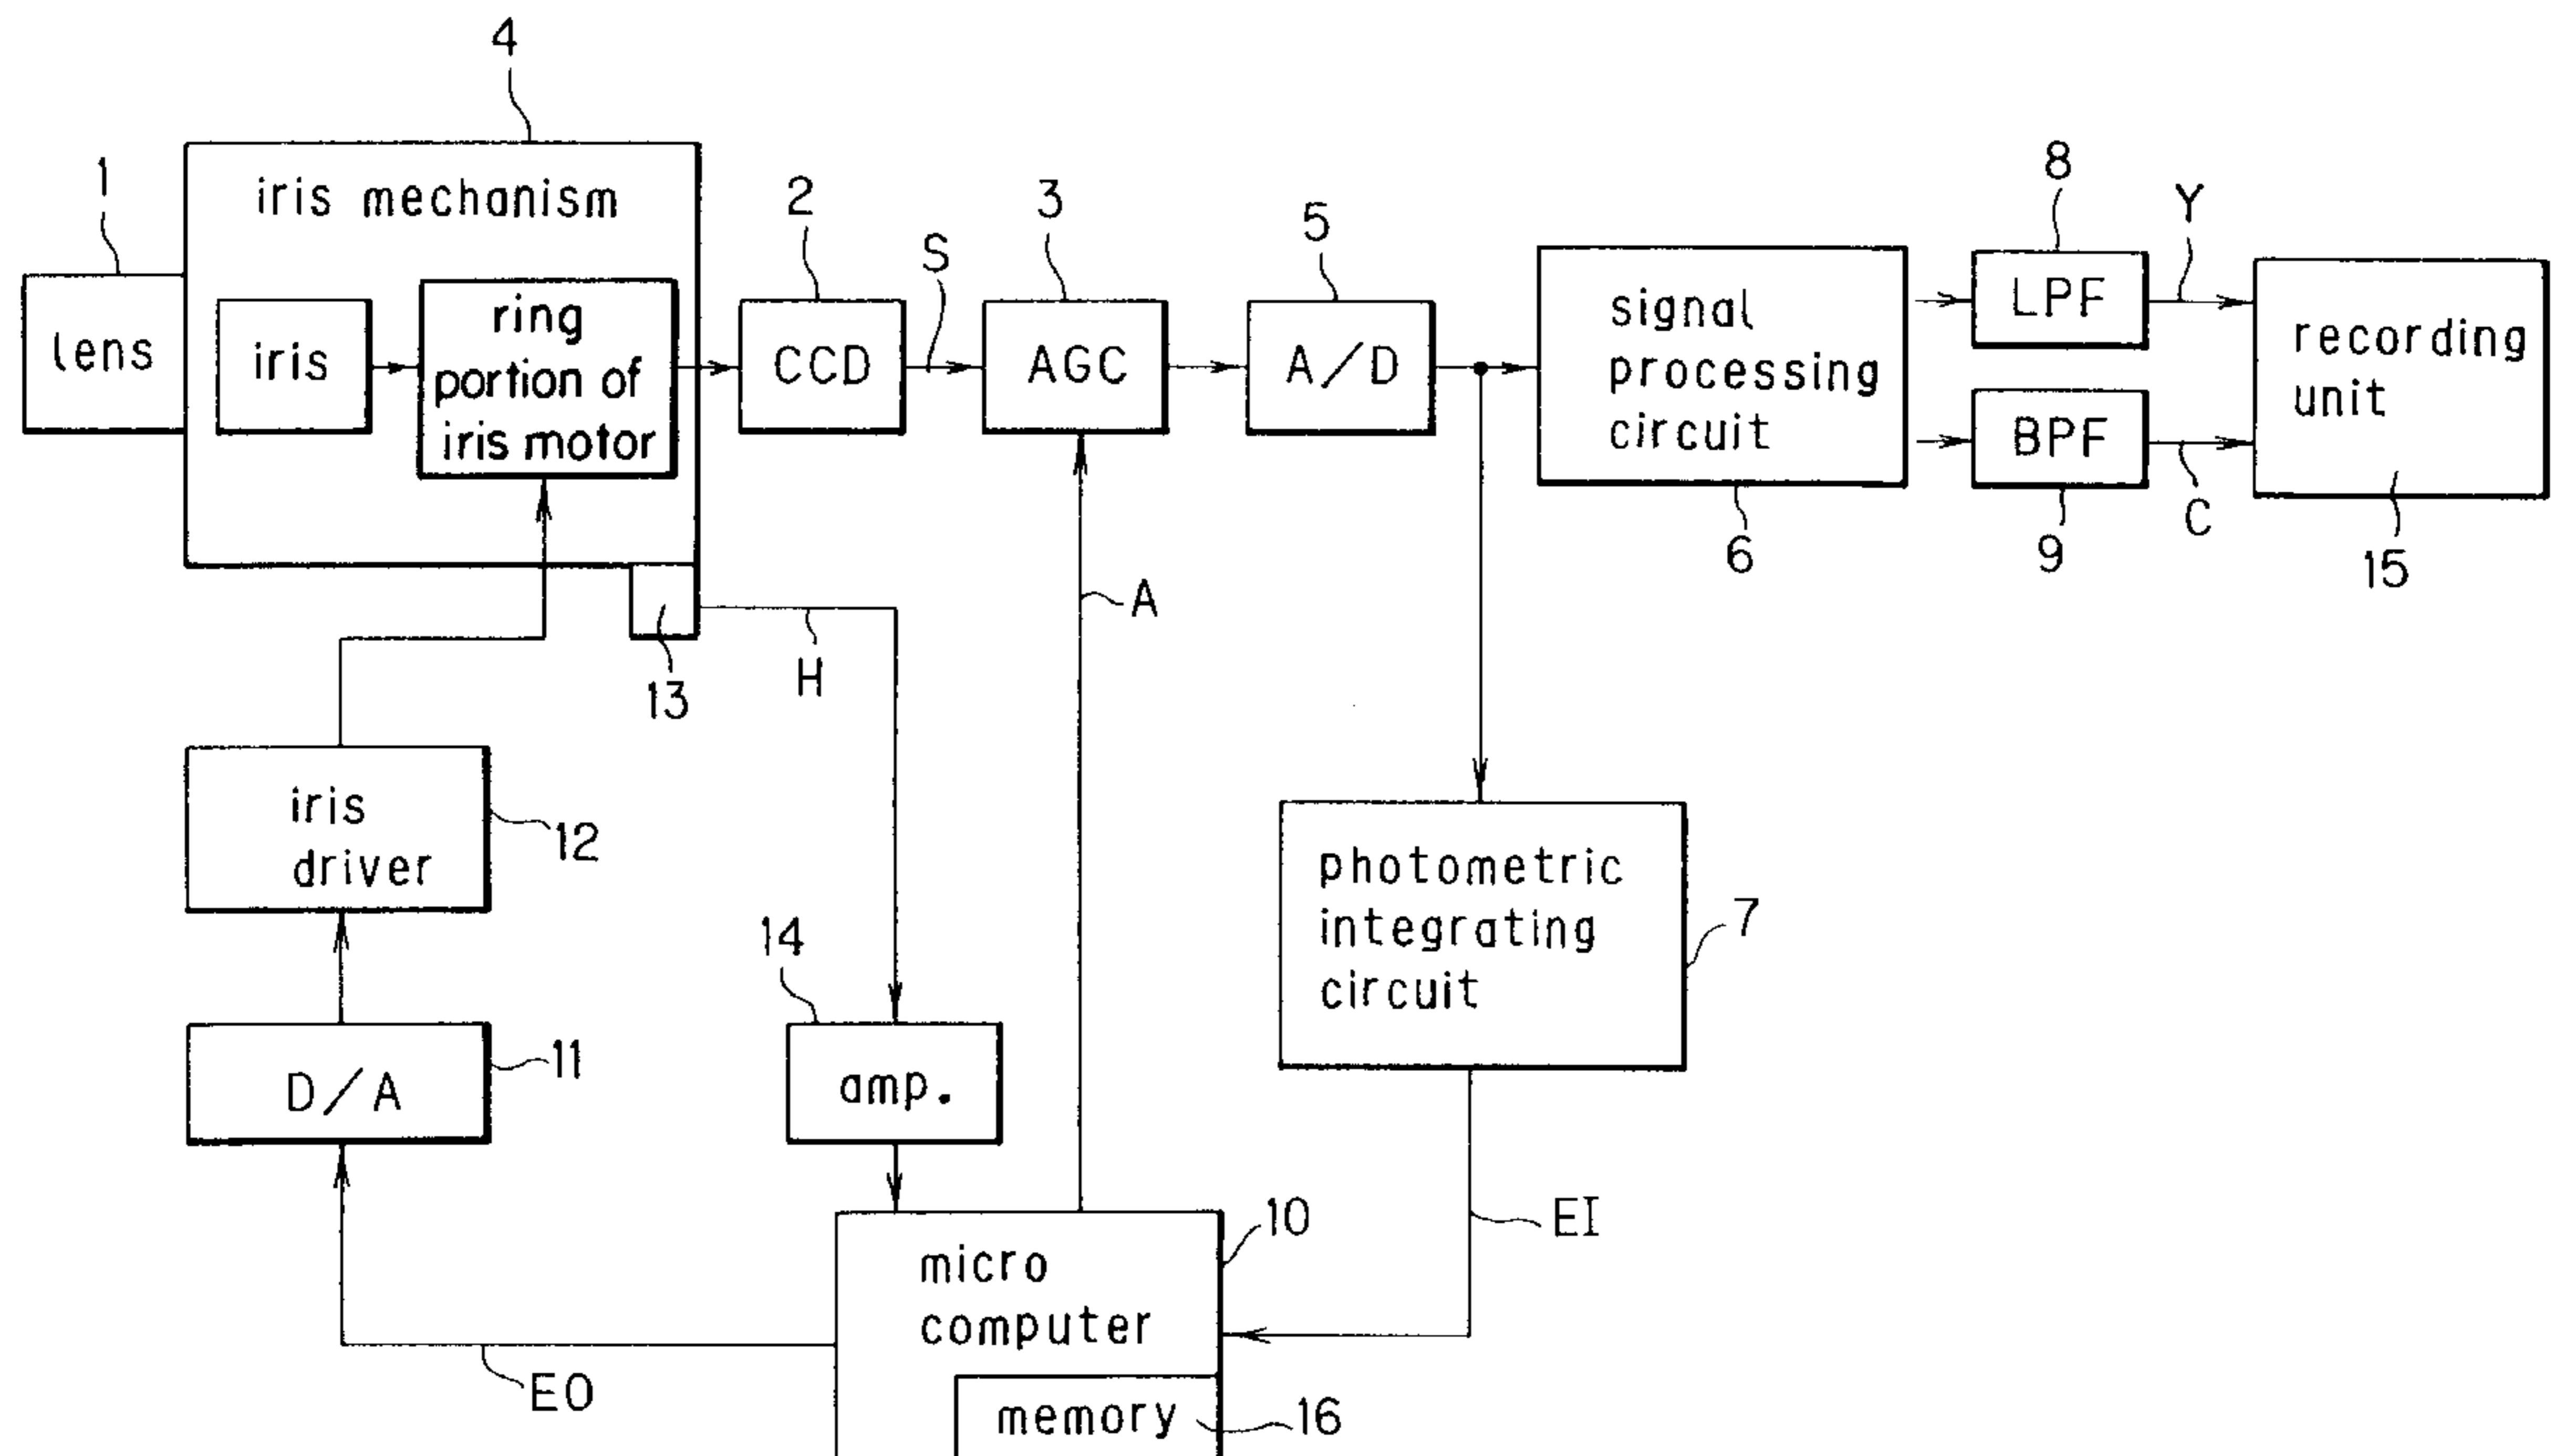 4
1
iris mechanism
lens
iris
ring
portion of
iris motor
2
CCD
S
3
AGC
5
A/D
signal
processing
circuit
6
8
LPF
Y
BPF
9
C
recording
unit
15
13
H
A
iris
driver
12
photometric
integrating
circuit
7
14
amp.
D/A
11
EI
10
micro
computer
EO
memory
16